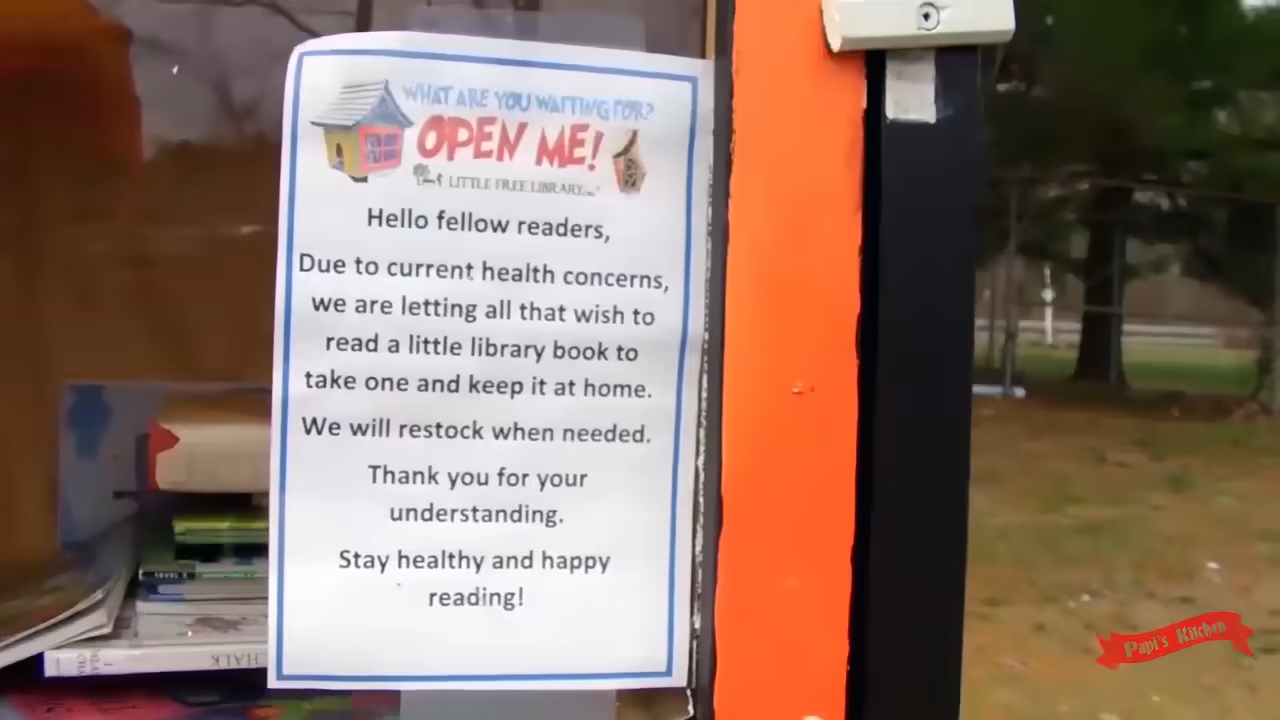 WHAT ARE YOU WAITING FOR?
OPEN ME!
LITTLE FREE LIBRARY
Hello fellow readers,
Due to current health concerns,
we are letting all that wish to
read a little library book to
take one and keep it at home.
We will restock when needed.
Thank you for your
understanding.
Stay healthy and happy
reading!
CHALK
Papi's Kitchen